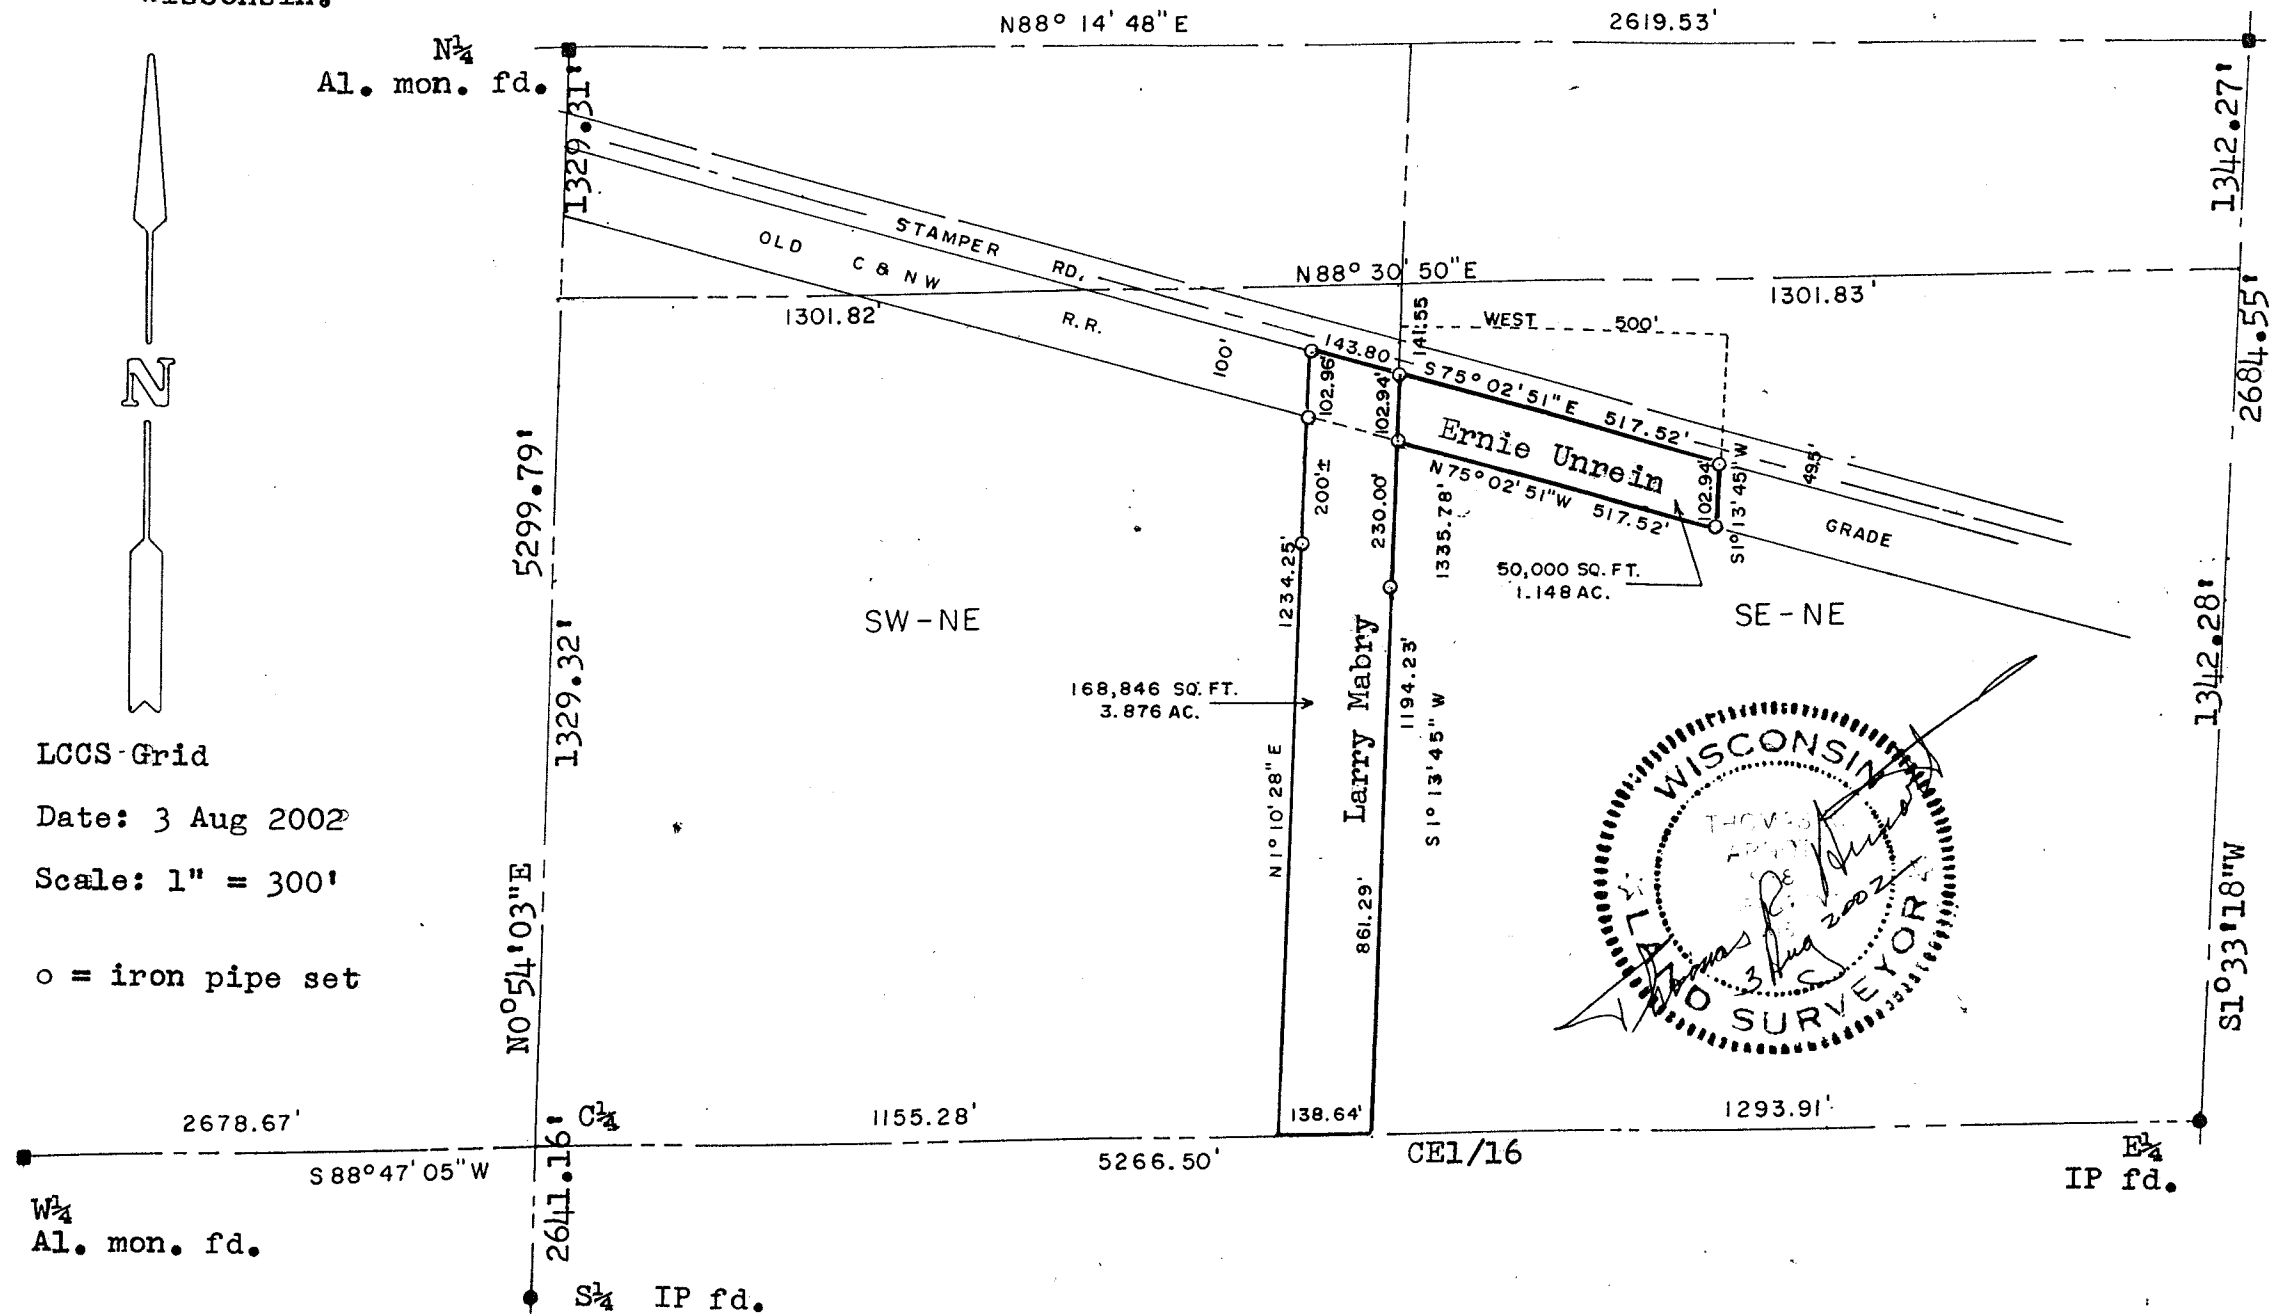 Wisconsin.
N88° 14' 48" E
2619.53'
N¼
Al. mon. fd.
1329.31'
1342.27'
STAMPER RD.
OLD C & NW R.R.
N88° 30' 50" E
1301.82'
1301.83'
141.55
WEST 500'
100'
143.80
102.96'
102.94'
S75° 02' 51" E 517.52'
Ernie Unrein
N75° 02' 51" W 517.52'
102.94'
S1° 13' 45" W
49.5'
GRADE
2684.55'
N
5299.79'
200'±
230.00'
1335.78'
1234.25'
50,000 SQ. FT.
1.148 AC.
SW-NE
SE-NE
1329.32'
1342.28'
168,846 SQ. FT.
3.876 AC.
Larry Mabry
1194.23'
S1° 13' 45" W
N1° 10' 28" E
861.29'
LCCS Grid
Date: 3 Aug 2002
Scale: 1" = 300'
o = iron pipe set
N0°54'03"E
S1°33'18"W
WISCONSIN
LAND SURVEYOR
Thomas R.
3 Aug 2002
2678.67'
C¼
1155.28'
138.64'
1293.91'
S88°47'05"W
5266.50'
CE1/16
E¼
IP fd.
W¼
Al. mon. fd.
2641.16'
S¼ IP fd.